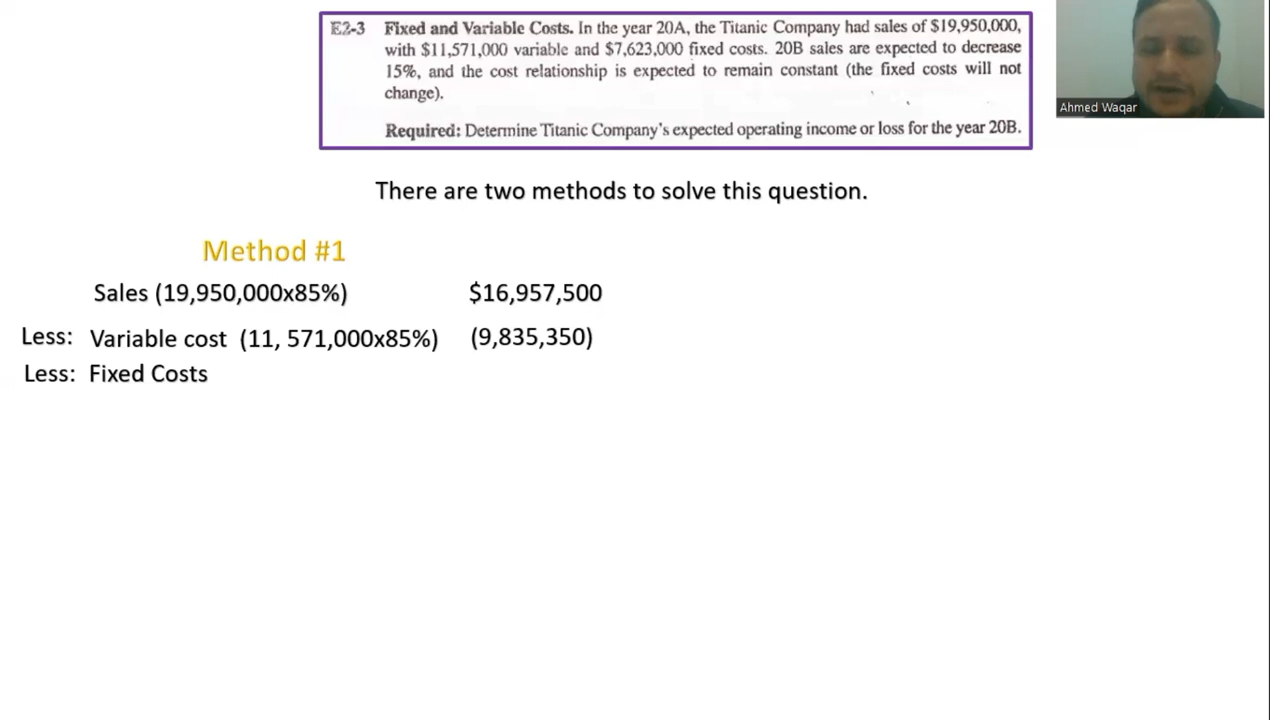 E2-3 Fixed and Variable Costs. In the year 20A, the Titanic Company had sales of $19,950,000,
with $11,571,000 variable and $7,623,000 fixed costs. 20B sales are expected to decrease
15%, and the cost relationship is expected to remain constant (the fixed costs will not
change).
Required: Determine Titanic Company's expected operating income or loss for the year 20B.
Ahmed Waqar
There are two methods to solve this question.
Method #1
Sales (19,950,000x85%) $16,957,500
Less: Variable cost (11, 571,000x85%) (9,835,350)
Less: Fixed Costs